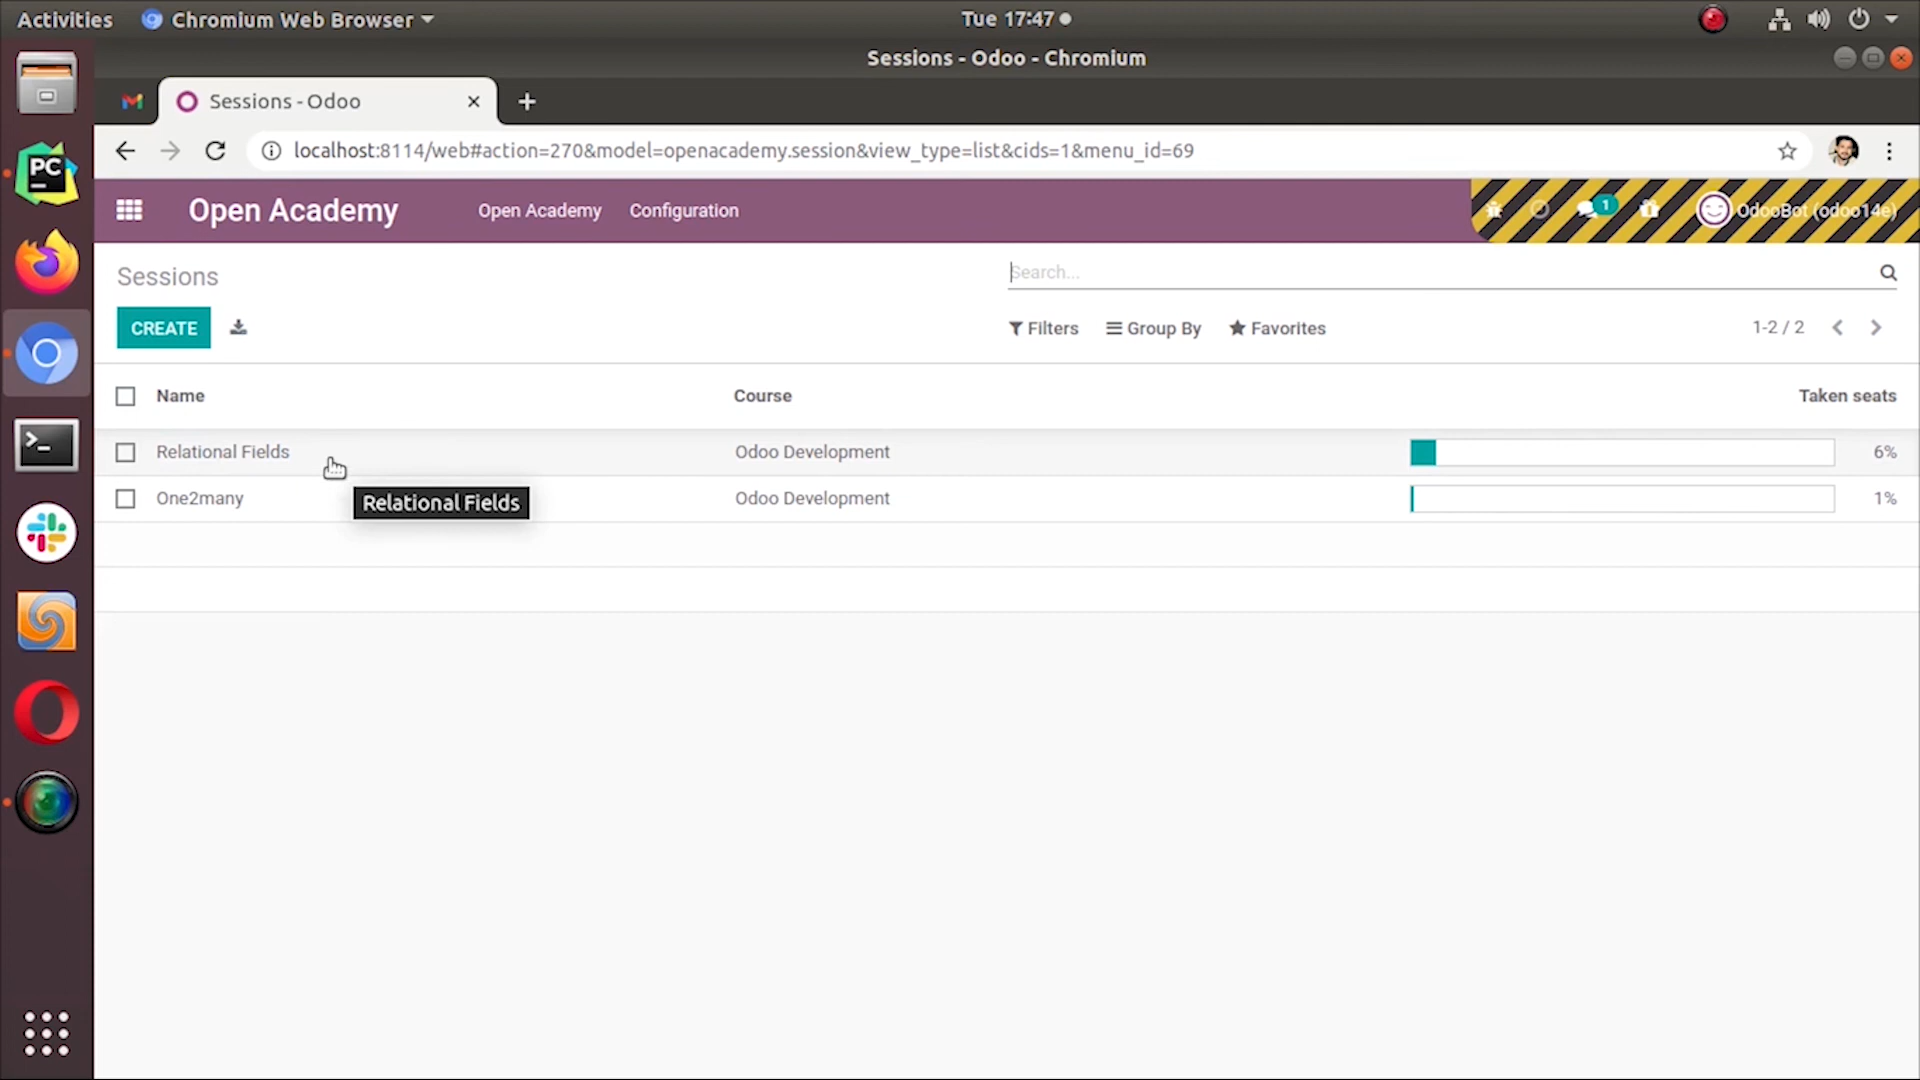 Activities
Chromium Web Browser
Tue 17:47
Sessions - Odoo - Chromium
Sessions - Odoo
localhost:8114/web#action=270&model=openacademy.session&view_type=list&cids=1&menu_id=69
Open Academy
Open Academy
Configuration
1
OdooBot (odoo14e)
Sessions
Search...
CREATE
Filters
Group By
Favorites
1-2 / 2
Name
Course
Taken seats
Relational Fields
Odoo Development
6%
One2many
Odoo Development
1%
Relational Fields
PC